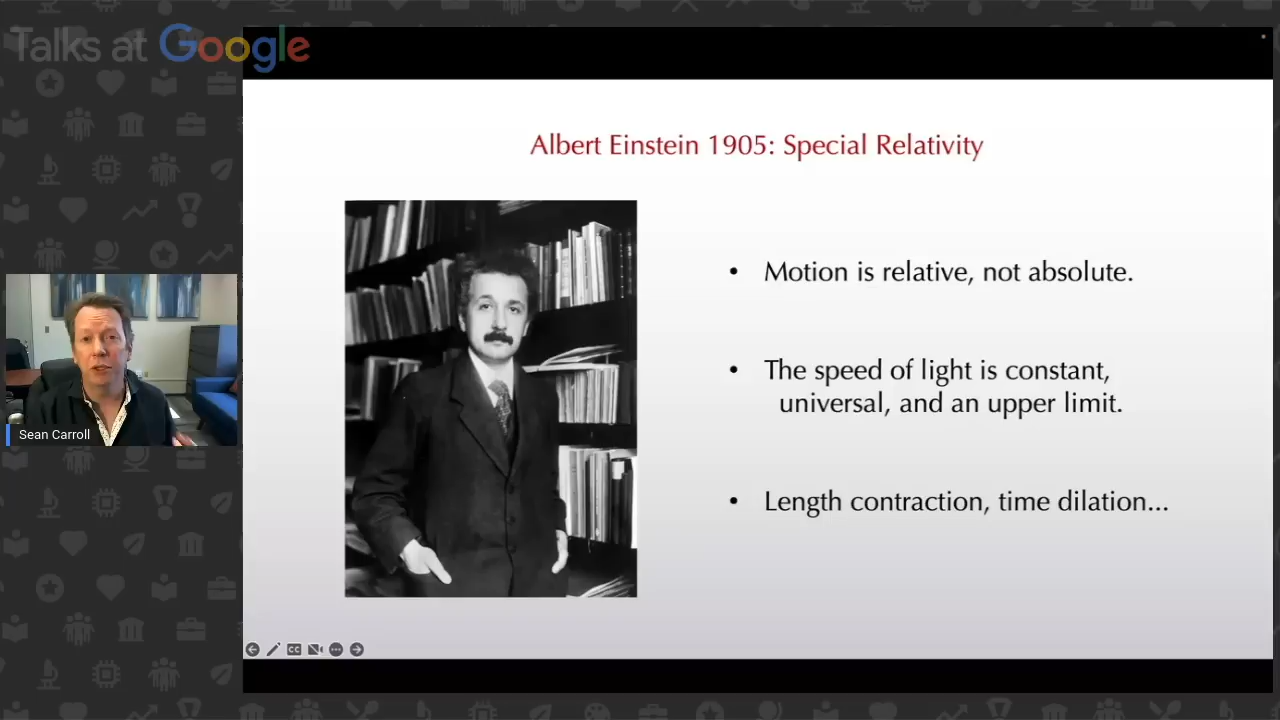 Talks at Google
Albert Einstein 1905: Special Relativity
• Motion is relative, not absolute.
• The speed of light is constant,
universal, and an upper limit.
• Length contraction, time dilation...
Sean Carroll
CC